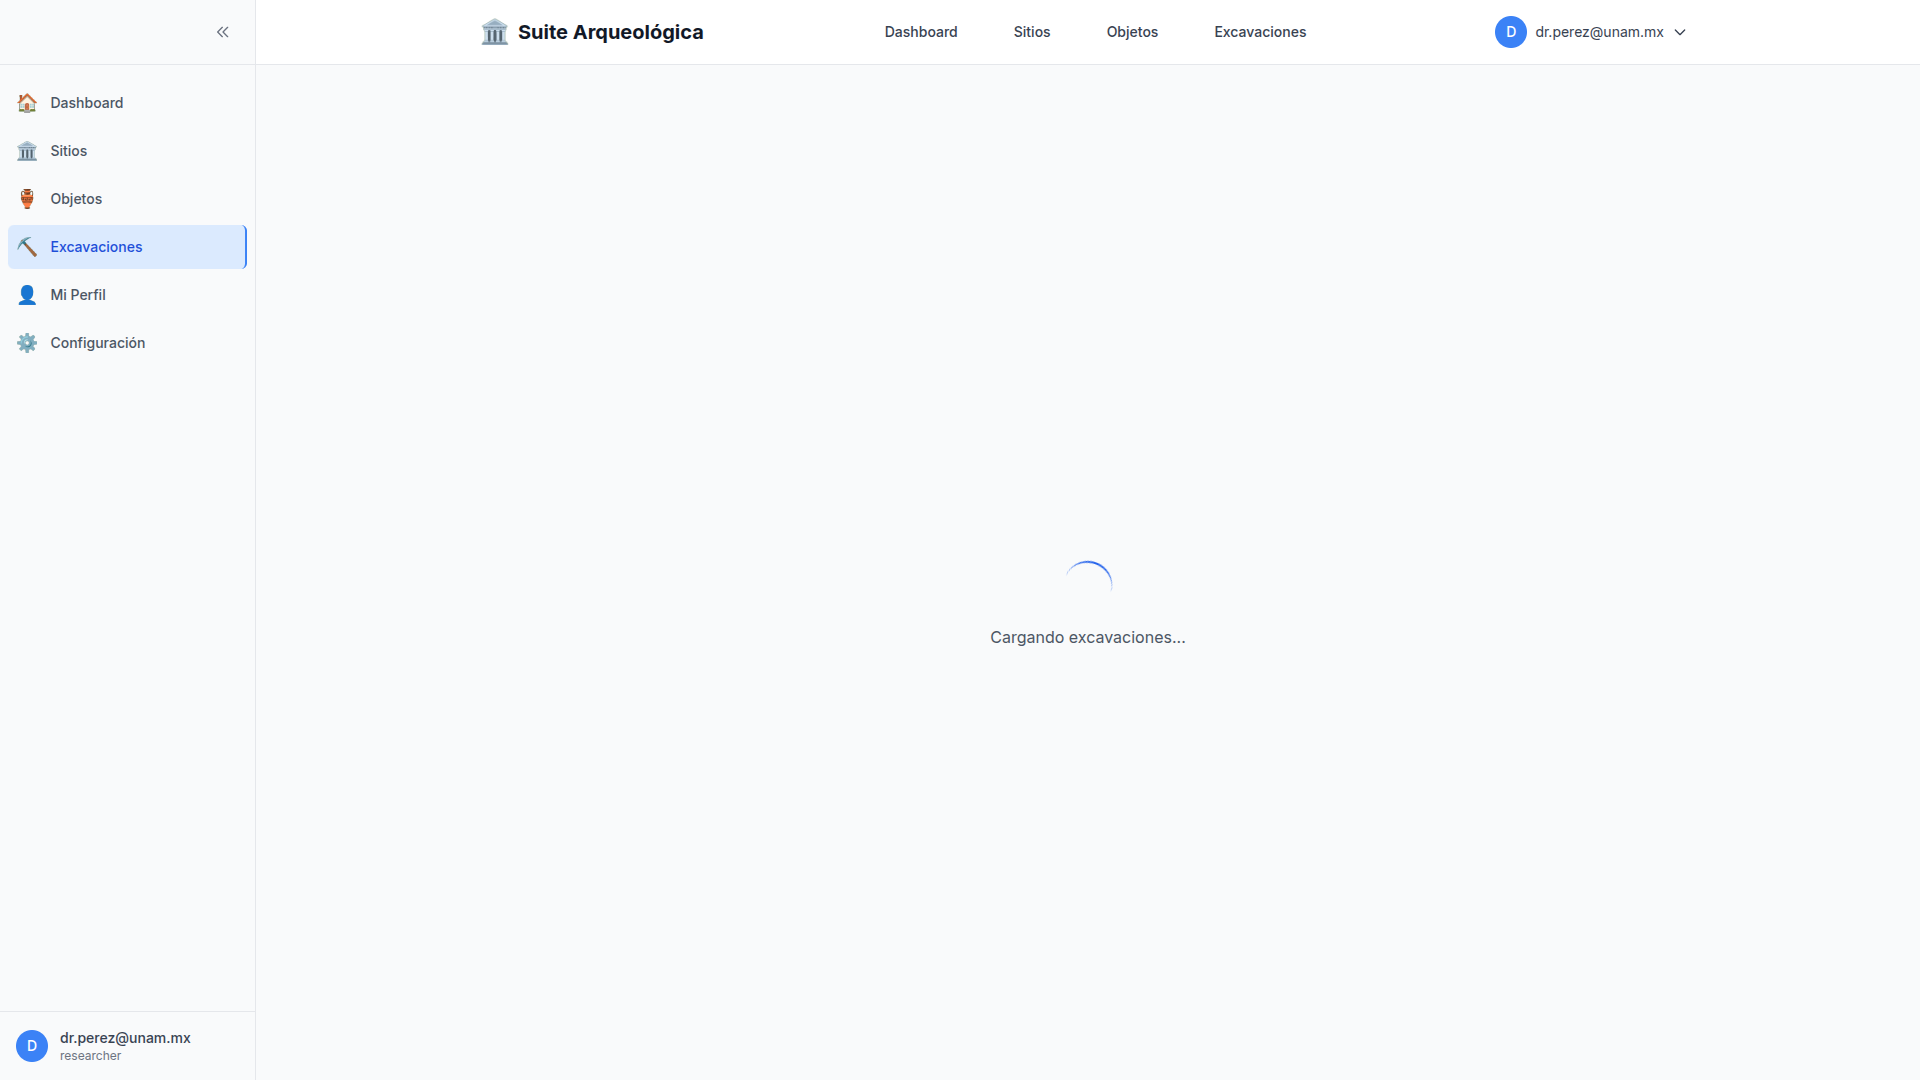 Suite Arqueológica
Dashboard
Sitios
Objetos
Excavaciones
D
dr.perez@unam.mx
Dashboard
Sitios
Objetos
Excavaciones
Mi Perfil
Configuración
Cargando excavaciones...
D
dr.perez@unam.mx
researcher